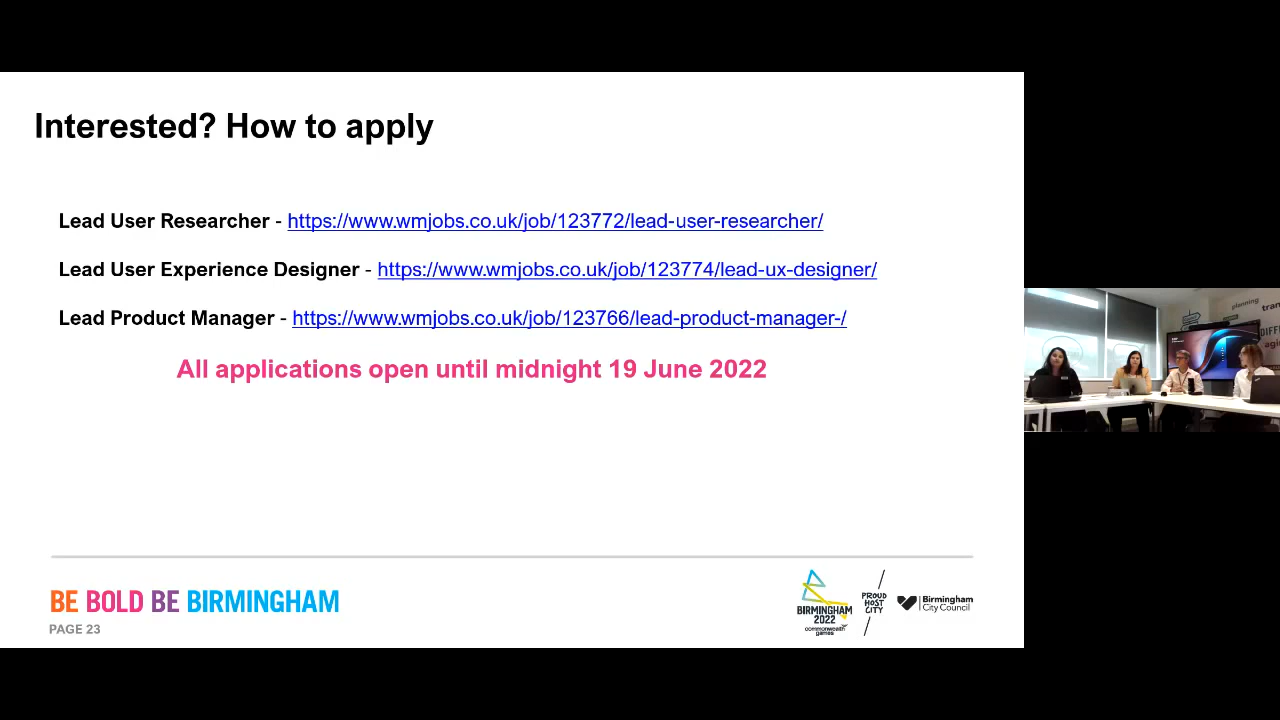 Interested? How to apply
Lead User Researcher - https://www.wmjobs.co.uk/job/123772/lead-user-researcher/
Lead User Experience Designer - https://www.wmjobs.co.uk/job/123774/lead-ux-designer/
Lead Product Manager - https://www.wmjobs.co.uk/job/123766/lead-product-manager-/
All applications open until midnight 19 June 2022
BE BOLD BE BIRMINGHAM
PAGE 23
BIRMINGHAM
2022
commonwealth
games
PROUD
HOST
CITY
Birmingham
City Council
planning